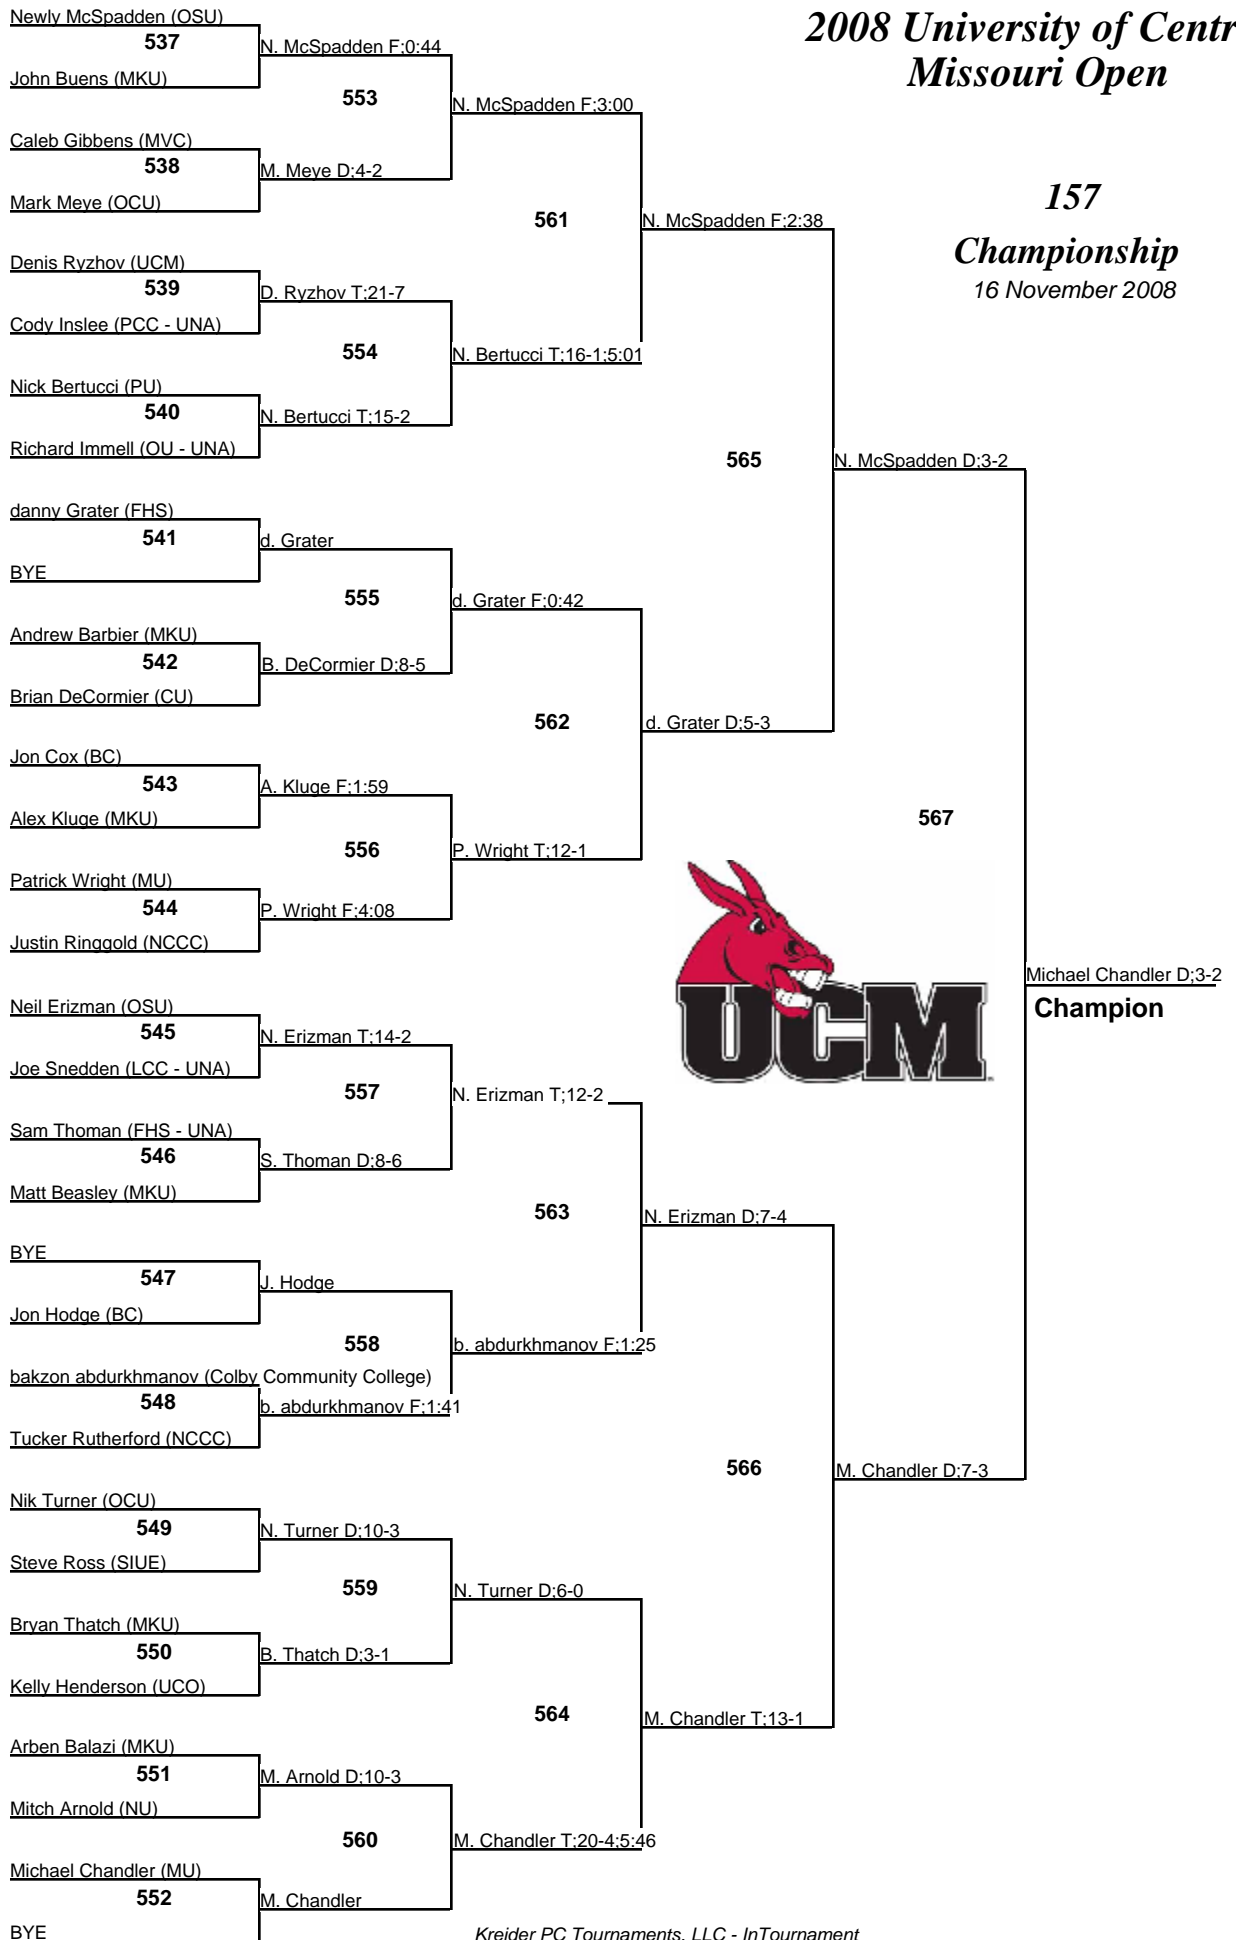 2008 University of Centr
Missouri Open
157
Championship
16 November 2008
Newly McSpadden (OSU)
537
John Buens (MKU)
N. McSpadden F;0:44
553
Caleb Gibbens (MVC)
538
Mark Meye (OCU)
M. Meye D;4-2
N. McSpadden F;3:00
561
Denis Ryzhov (UCM)
539
Cody Inslee (PCC - UNA)
D. Ryzhov T;21-7
554
Nick Bertucci (PU)
540
Richard Immell (OU - UNA)
N. Bertucci T;15-2
N. Bertucci T;16-1;5:01
N. McSpadden F;2:38
565
danny Grater (FHS)
541
BYE
d. Grater
555
Andrew Barbier (MKU)
542
Brian DeCormier (CU)
B. DeCormier D;8-5
d. Grater F;0:42
562
Jon Cox (BC)
543
Alex Kluge (MKU)
A. Kluge F;1:59
556
Patrick Wright (MU)
544
Justin Ringgold (NCCC)
P. Wright F;4:08
P. Wright T;12-1
d. Grater D;5-3
N. McSpadden D;3-2
567
UCM
Michael Chandler D;3-2
Champion
Neil Erizman (OSU)
545
Joe Snedden (LCC - UNA)
N. Erizman T;14-2
557
Sam Thoman (FHS - UNA)
546
Matt Beasley (MKU)
S. Thoman D;8-6
N. Erizman T;12-2
563
BYE
547
Jon Hodge (BC)
J. Hodge
558
bakzon abdurkhmanov (Colby Community College)
548
Tucker Rutherford (NCCC)
b. abdurkhmanov F;1:41
b. abdurkhmanov F;1:25
N. Erizman D;7-4
566
Nik Turner (OCU)
549
Steve Ross (SIUE)
N. Turner D;10-3
559
Bryan Thatch (MKU)
550
Kelly Henderson (UCO)
B. Thatch D;3-1
N. Turner D;6-0
564
Arben Balazi (MKU)
551
Mitch Arnold (NU)
M. Arnold D;10-3
560
Michael Chandler (MU)
552
BYE
M. Chandler
M. Chandler T;20-4;5:46
M. Chandler T;13-1
M. Chandler D;7-3
Kreider PC Tournaments, LLC - InTournament